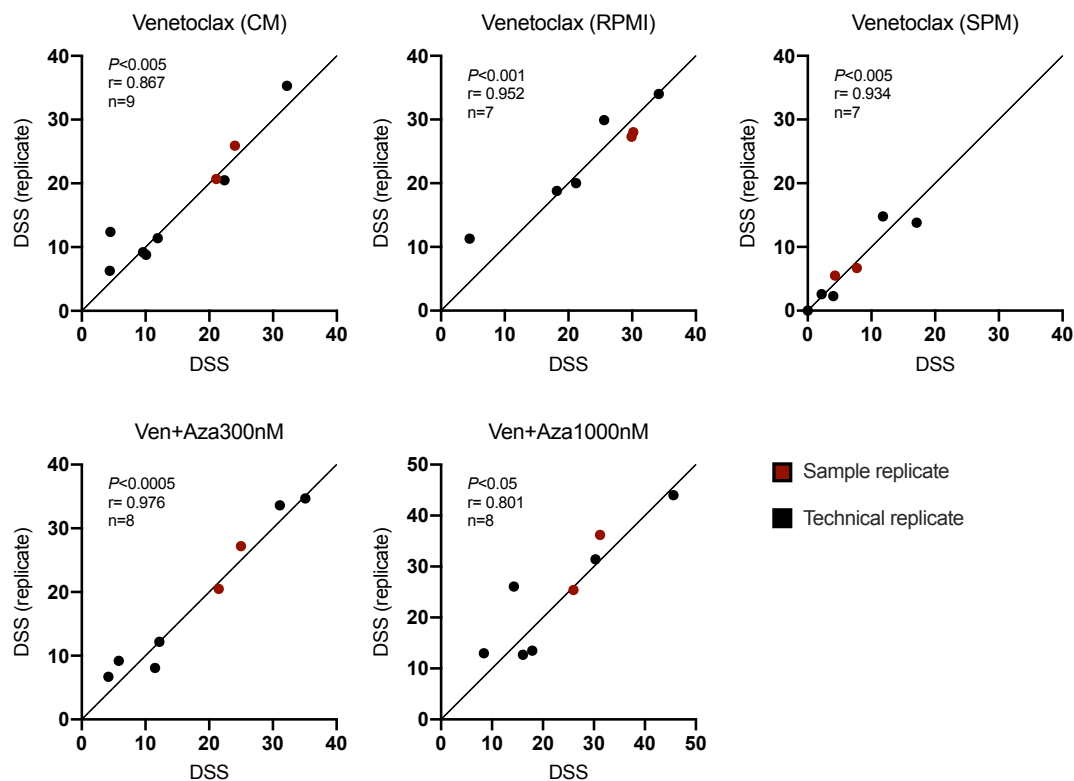 Venetoclax (CM)
P<0.005
r= 0.867
n=9
40
30
20
10
0
0 10 20 30 40
DSS (replicate)
DSS
Venetoclax (RPMI)
P<0.001
r= 0.952
n=7
40
30
20
10
0
0 10 20 30 40
DSS (replicate)
DSS
Venetoclax (SPM)
P<0.005
r= 0.934
n=7
40
30
20
10
0
0 10 20 30 40
DSS (replicate)
DSS
Ven+Aza300nM
P<0.0005
r= 0.976
n=8
40
30
20
10
0
0 10 20 30 40
DSS (replicate)
DSS
Ven+Aza1000nM
P<0.05
r= 0.801
n=8
50
40
30
20
10
0
0 10 20 30 40 50
DSS (replicate)
DSS
Sample replicate
Technical replicate